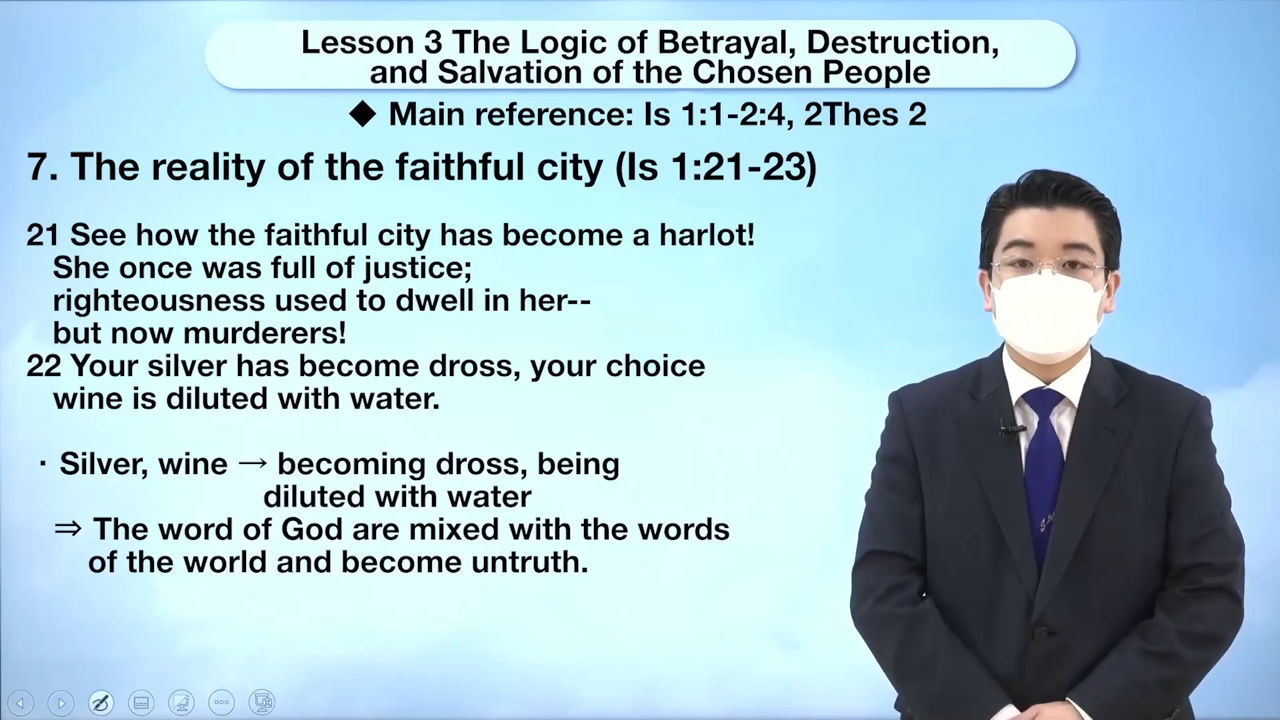 Lesson 3 The Logic of Betrayal, Destruction,
and Salvation of the Chosen People
◆ Main reference: Is 1:1-2:4, 2Thes 2
7. The reality of the faithful city (Is 1:21-23)
21 See how the faithful city has become a harlot!
She once was full of justice;
righteousness used to dwell in her--
but now murderers!
22 Your silver has become dross, your choice
wine is diluted with water.
· Silver, wine → becoming dross, being
diluted with water
⇒ The word of God are mixed with the words
of the world and become untruth.